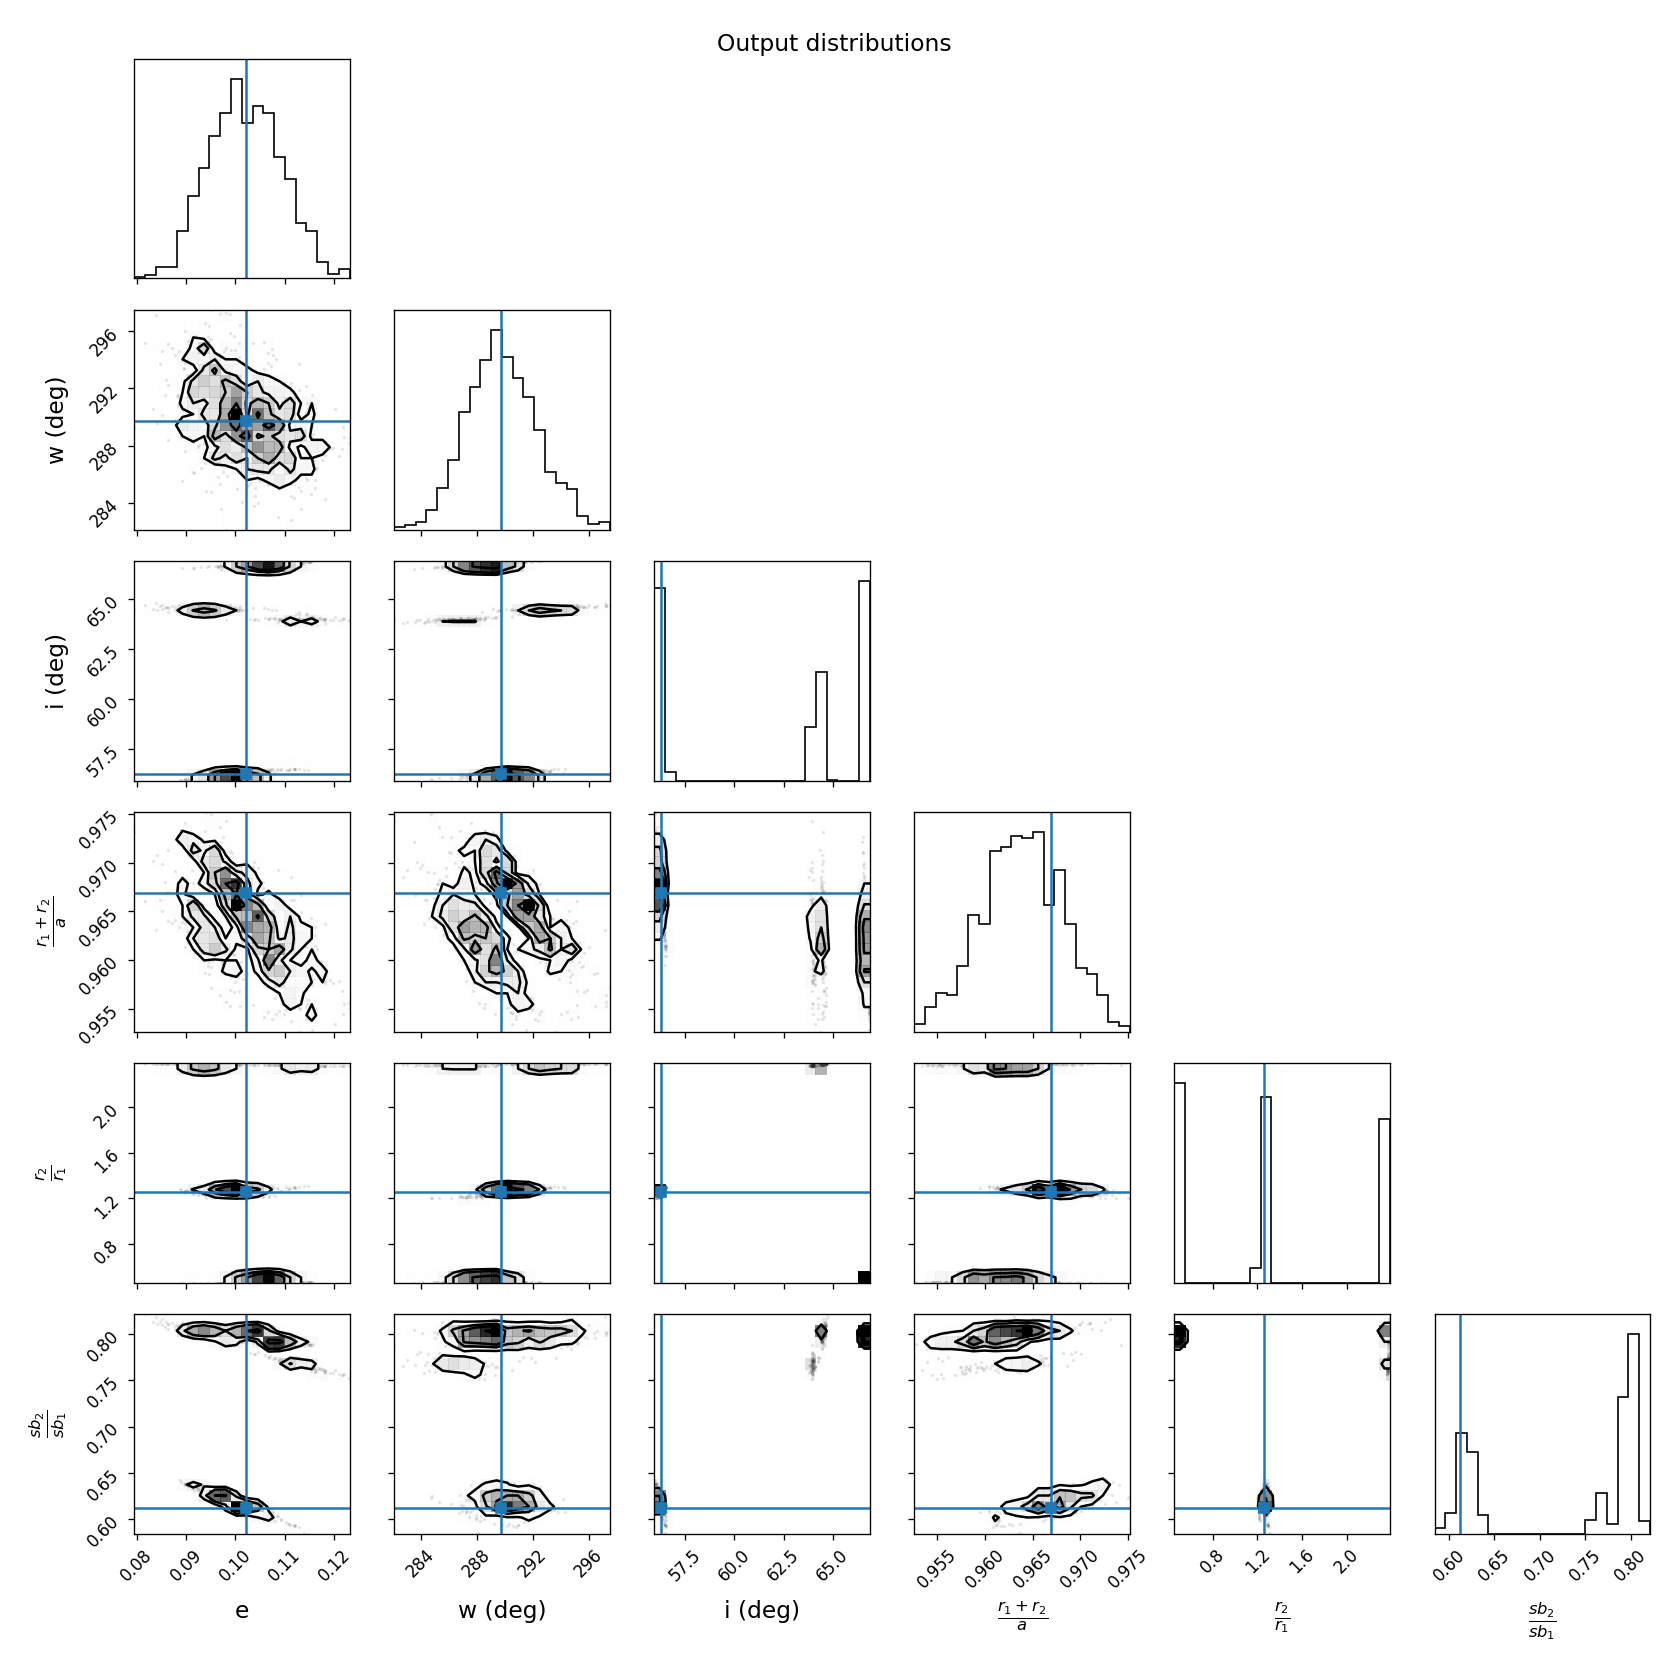 Output distributions
w (deg)
296
292
288
284
i (deg)
65.0
62.5
60.0
57.5
r₁ + r₂
a
0.975
0.970
0.965
0.960
0.955
r₂
r₁
2.0
1.6
1.2
0.8
sb₂
sb₁
0.80
0.75
0.70
0.65
0.60
0.08 0.09 0.10 0.11 0.12 284 288 292 296 57.5 60.0 62.5 65.0 0.955 0.960 0.965 0.970 0.975 0.8 1.2 1.6 2.0 0.60 0.65 0.70 0.75 0.80
e w (deg) i (deg)
r₁ + r₂ r₂ sb₂
a r₁ sb₁